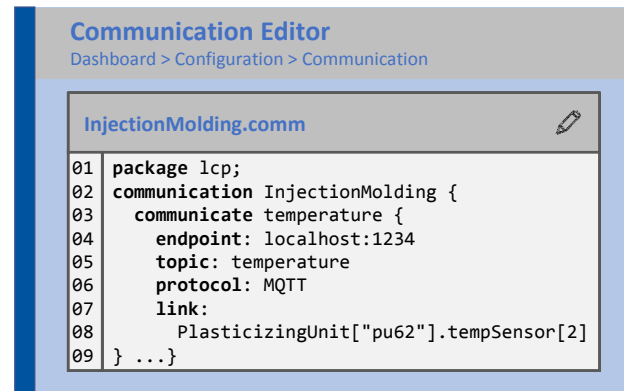 Communication Editor
Dashboard > Configuration > Communication
InjectionMolding.comm
01 package lcp;
02 communication InjectionMolding {
03   communicate temperature {
04     endpoint: localhost:1234
05     topic: temperature
06     protocol: MQTT
07     link:
08       PlasticizingUnit["pu62"].tempSensor[2]
09 } ...}